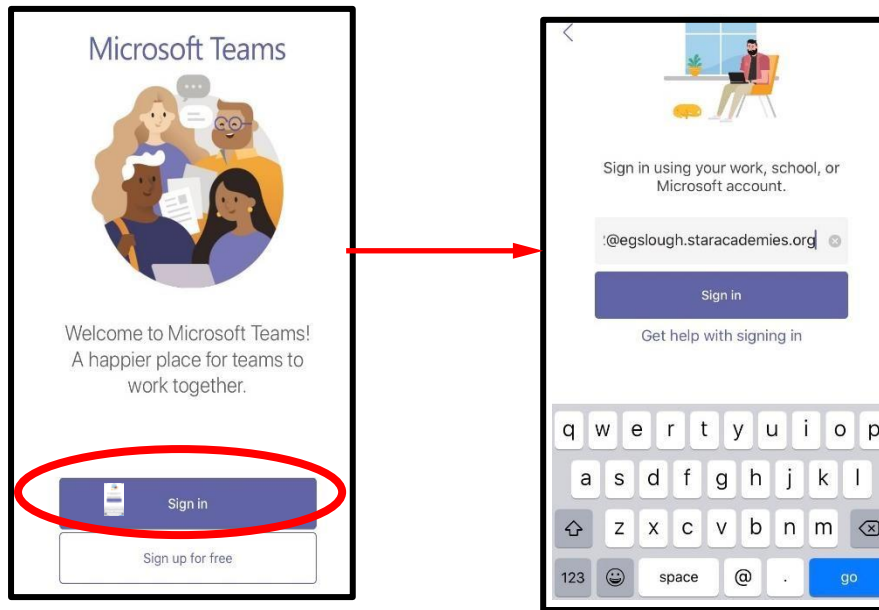 Microsoft Teams
Welcome to Microsoft Teams!
A happier place for teams to
work together.
Sign in
Sign up for free
Sign in using your work, school, or
Microsoft account.
@egslough.staracademies.org
Sign in
Get help with signing in
q w e r t y u i o p
a s d f g h j k l
z x c v b n m
123 space @ . go